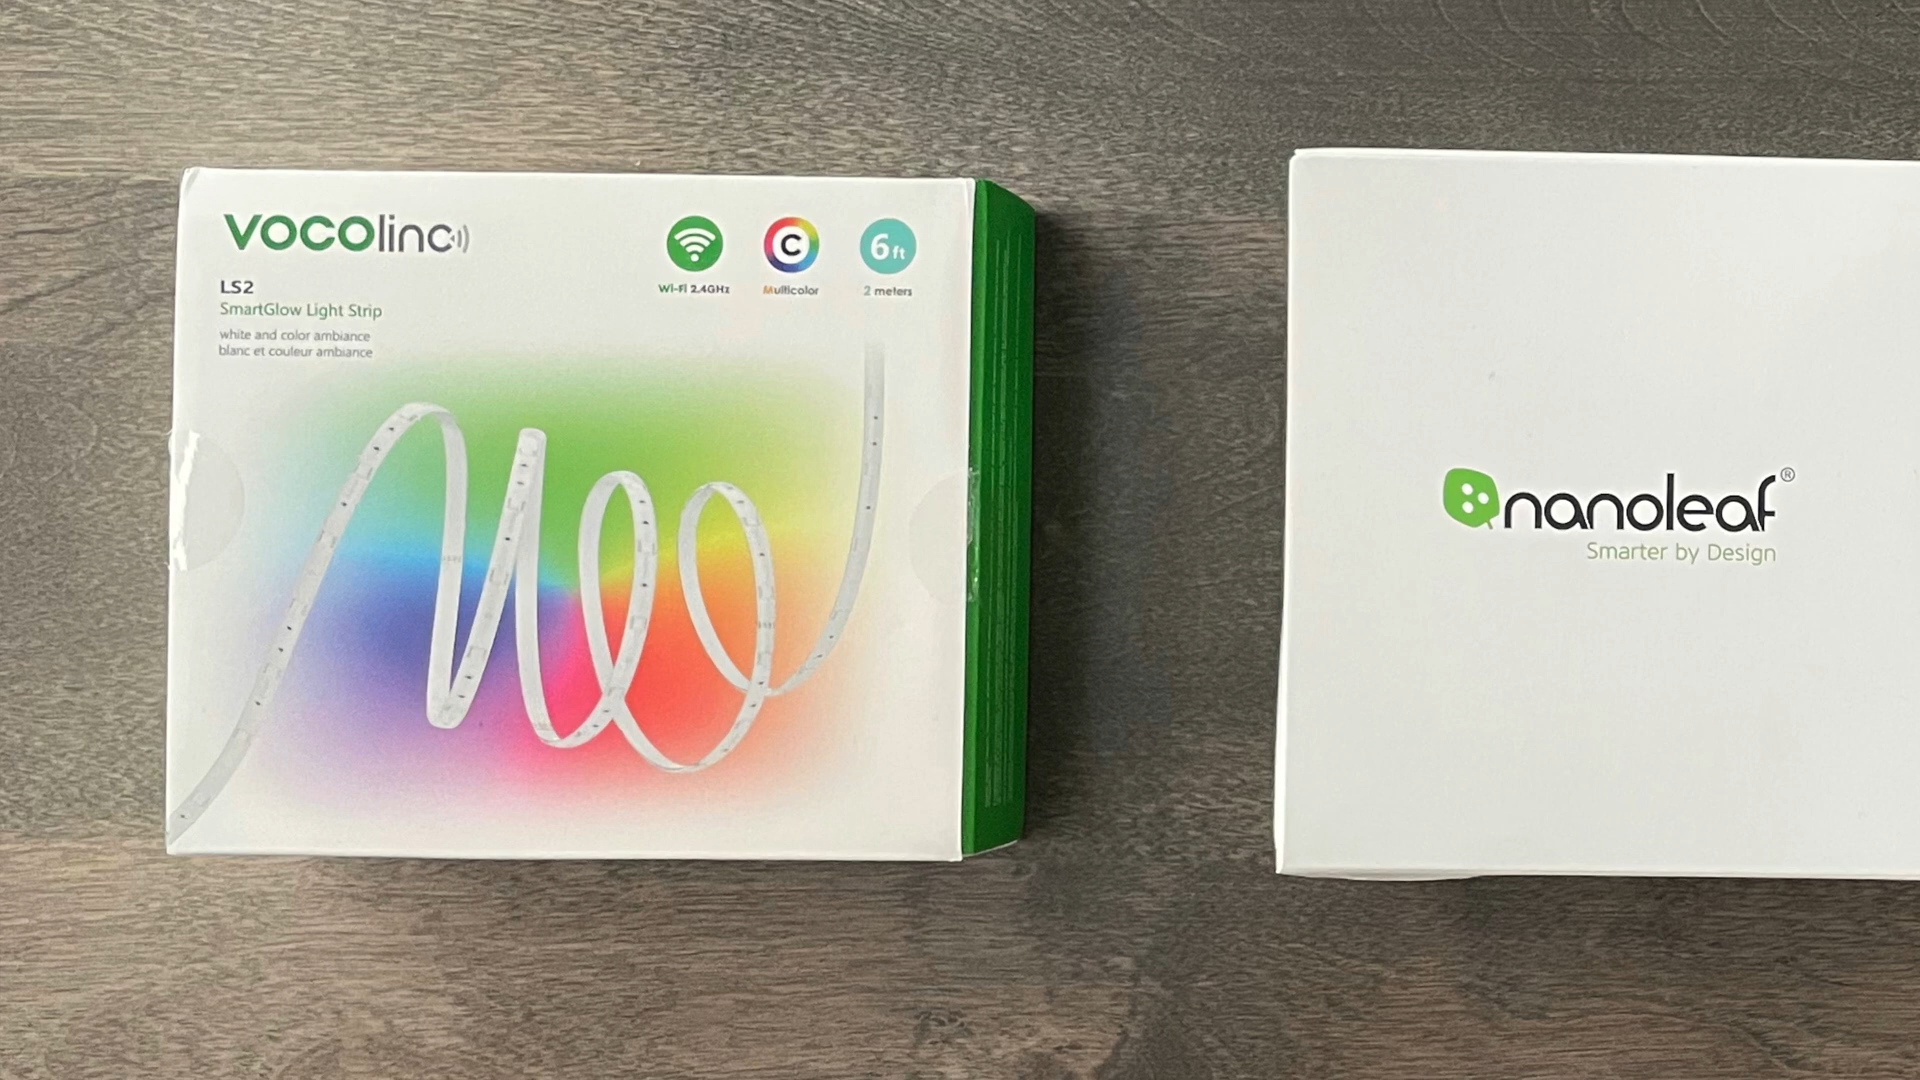 VOCOlinc
LS2
SmartGlow Light Strip
white and color ambiance
blanc et couleur ambiance
Wi-Fi 2.4GHz
C
Multicolor
6ft
2 meters
nanoleaf®
Smarter by Design